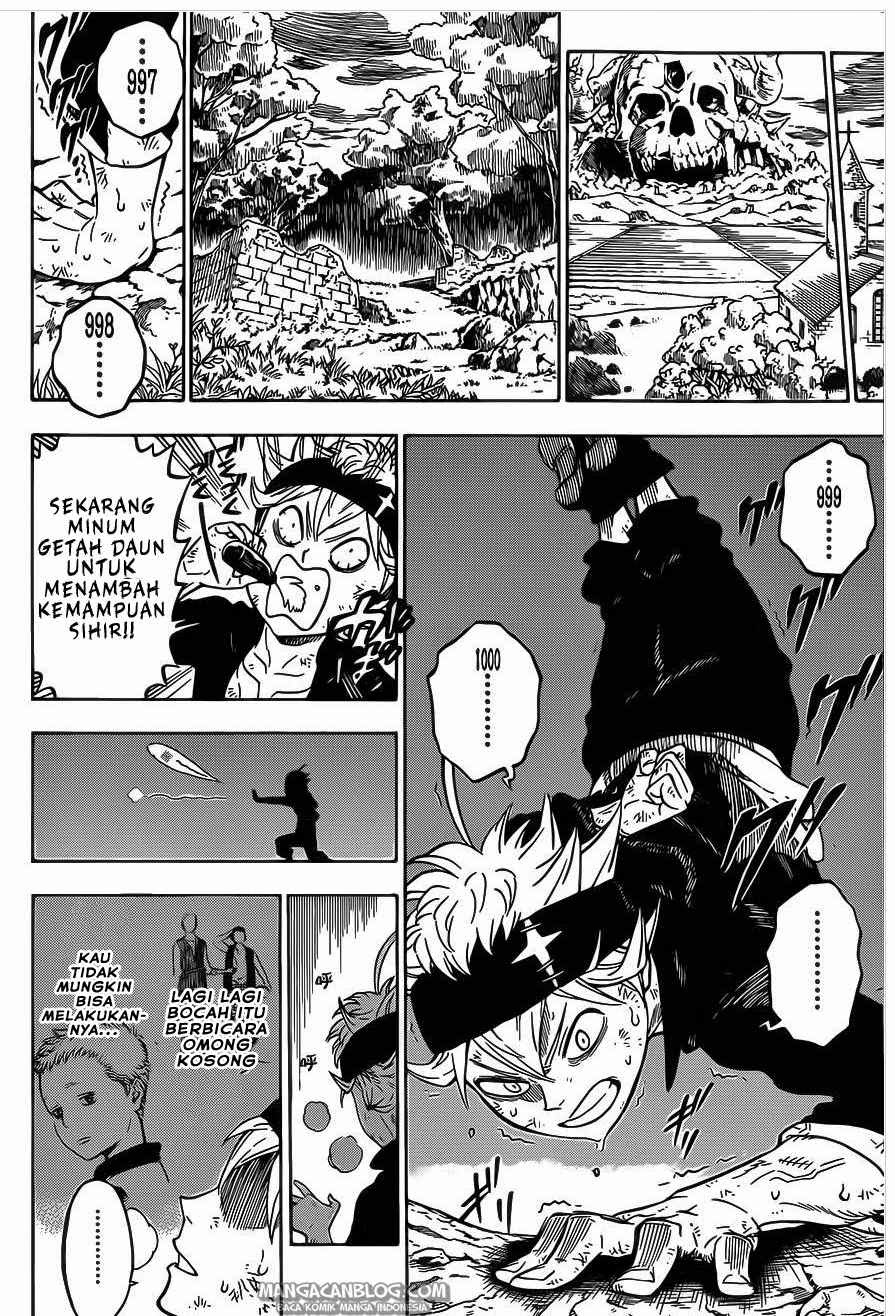 997
998
999
1000
SEKARANG
MINUM
GETAH DAUN
UNTUK
MENAMBAH
KEMAMPUAN
SIHIR!!
LAGI LAGI
BOCAH ITU
BERBICARA
OMONG
KOSONG
KAU
TIDAK
MUNGKIN
BISA
MELAKUKAN-
NYA...
MANGACANBLOG.COM
BACA KOMIK MANGA INDONESIA